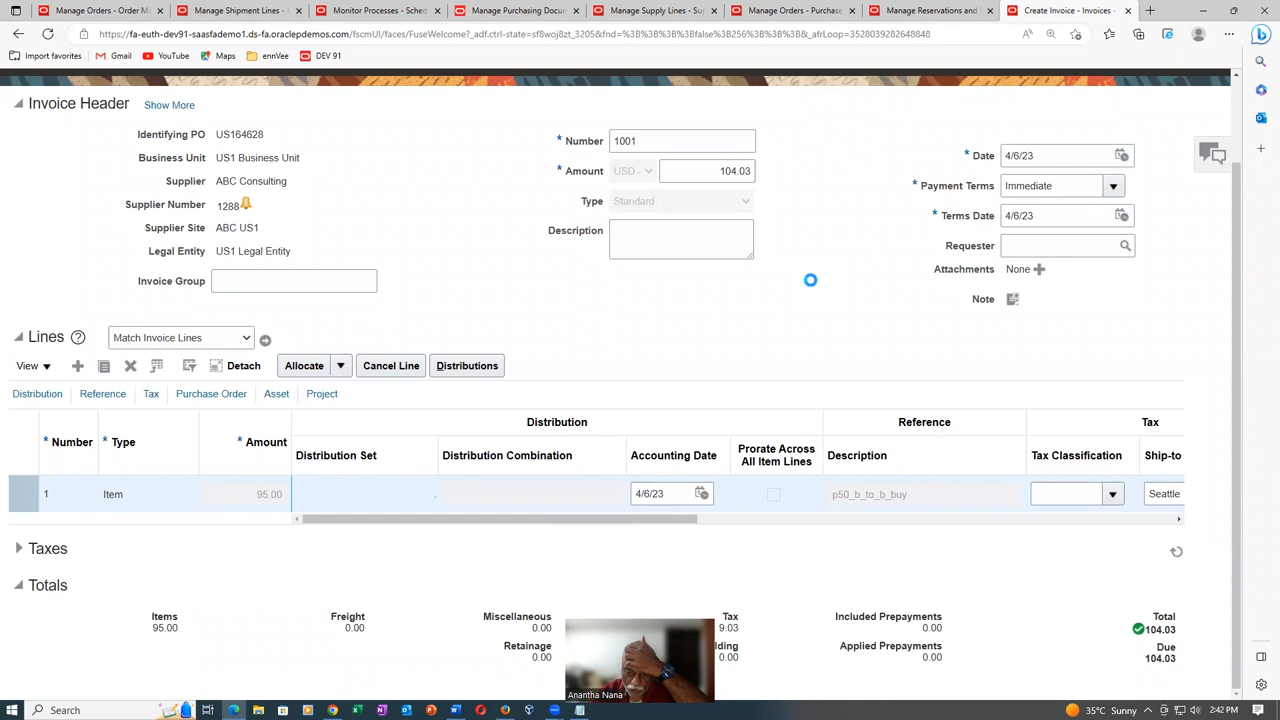 Manage Orders - Order Ma
Manage Shipment Lines -
Monitor Processes - Sched
Manage Purchasing Docum
Manage Supply Lines - Sup
Manage Orders - Purchase
Manage Reservations and
Create Invoice - Invoices -
https://fa-euth-dev91-saasfademo1.ds-fa.oraclepdemos.com/fscmUI/faces/FuseWelcome?_adf.ctrl-state=sf8woj8zt_3205&fnd=%3B%3B%3B%3Bfalse%3B256%3B%3B%3B&_afrLoop=3528039282648848
Import favorites
Gmail
YouTube
Maps
ennVee
DEV 91
Invoice Header
Show More
Identifying PO US164628
Business Unit US1 Business Unit
Supplier ABC Consulting
Supplier Number 1288
Supplier Site ABC US1
Legal Entity US1 Legal Entity
Invoice Group
* Number 1001
* Amount USD - 104.03
Type Standard
Description
* Date 4/6/23
* Payment Terms Immediate
* Terms Date 4/6/23
Requester
Attachments None
Note
Lines Match Invoice Lines
View Detach Allocate Cancel Line Distributions
Distribution Reference Tax Purchase Order Asset Project
Distribution Reference Tax
* Number * Type * Amount Distribution Set Distribution Combination Accounting Date Prorate Across All Item Lines Description Tax Classification Ship-to
1 Item 95.00 . 4/6/23 p50_b_to_b_buy Seattle
Taxes
Totals
Items Freight Miscellaneous Tax Included Prepayments Total
95.00 0.00 0.00 9.03 0.00 104.03
Retainage lding Applied Prepayments Due
0.00 0.00 0.00 104.03
Anantha Nana
Search
35°C Sunny
2:42 PM